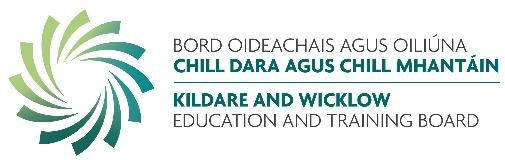 BORD OIDEACHAIS AGUS OILIÚNA
CHILL DARA AGUS CHILL MHANTÁIN
KILDARE AND WICKLOW
EDUCATION AND TRAINING BOARD